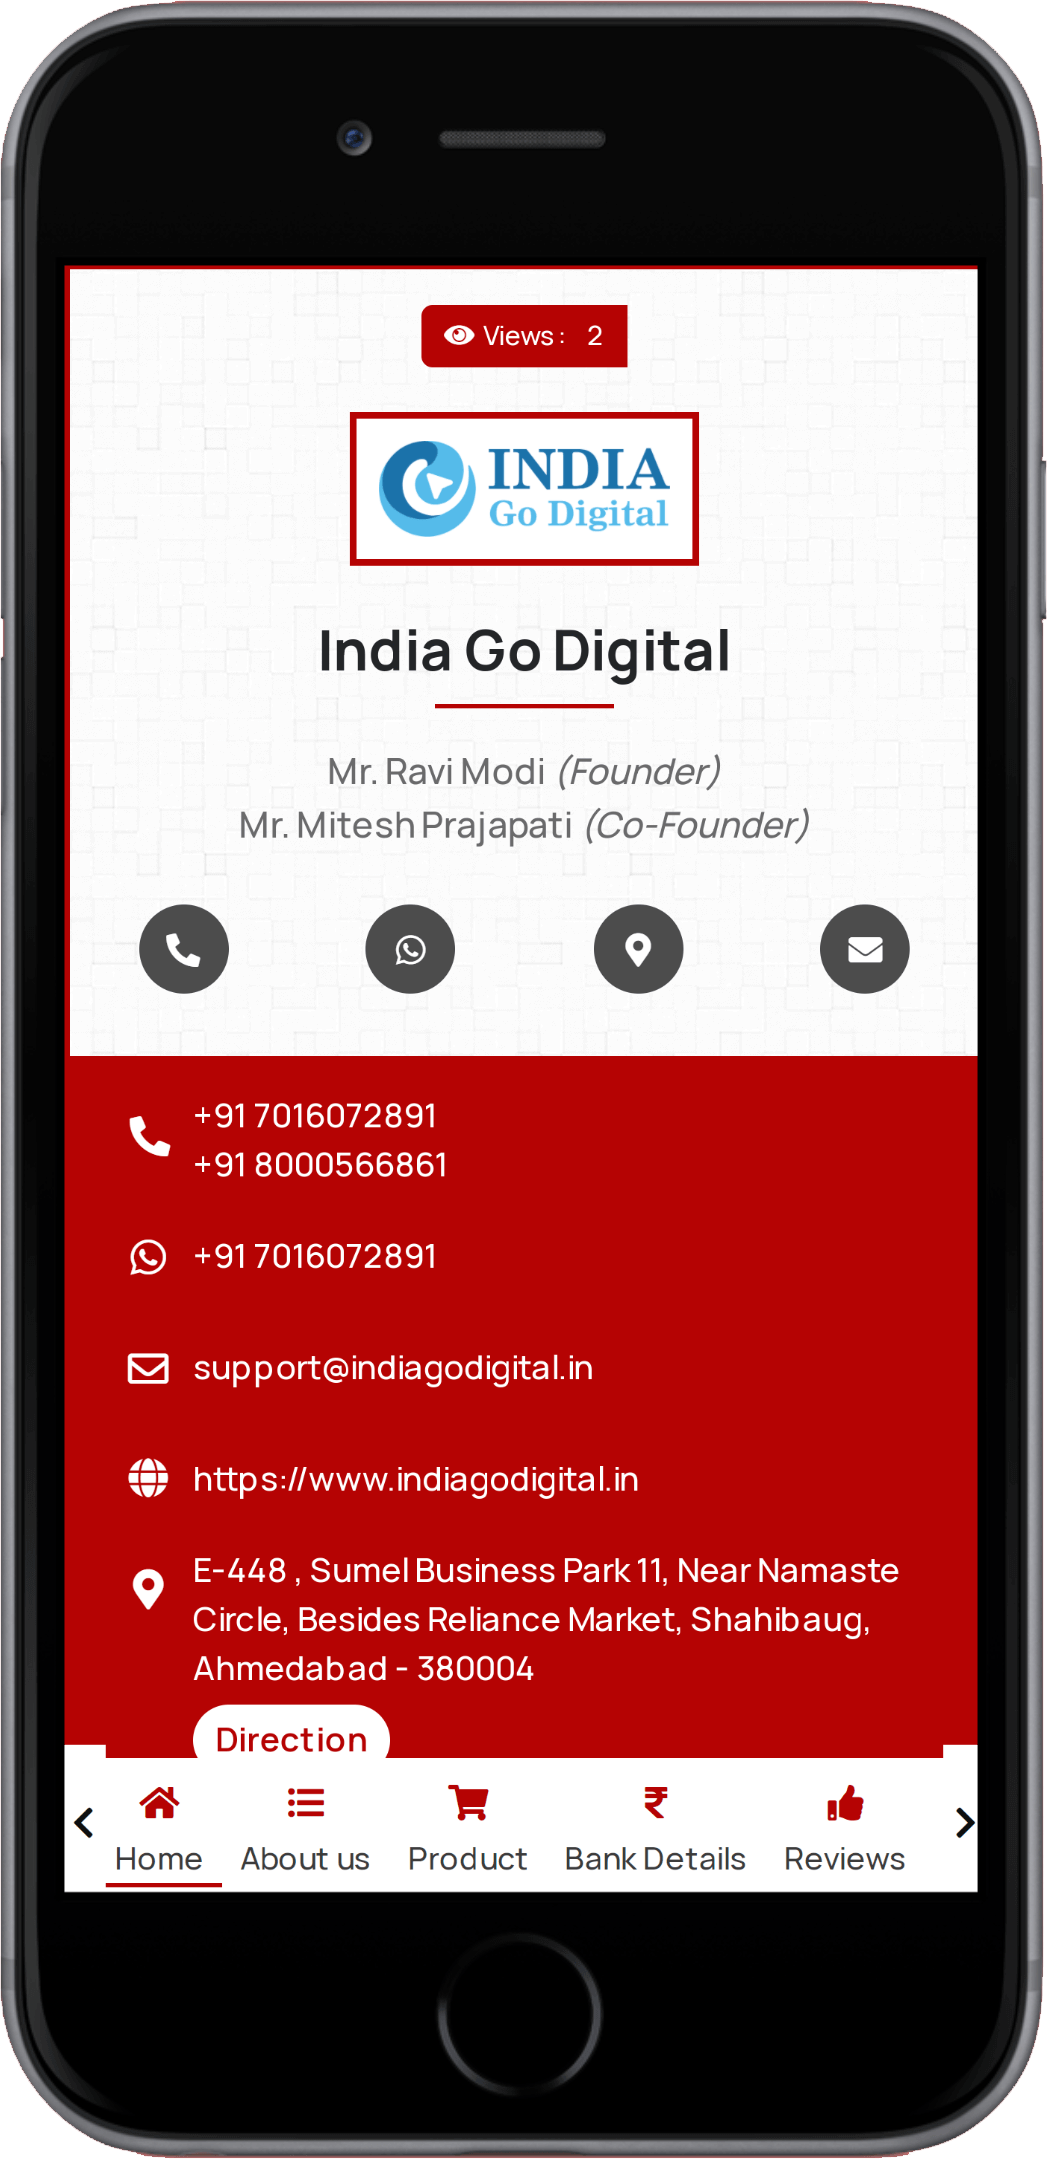 Views : 2
INDIA
Go Digital
India Go Digital
Mr. Ravi Modi (Founder)
Mr. Mitesh Prajapati (Co-Founder)
+91 7016072891
+91 8000566861
+91 7016072891
support@indiagodigital.in
https://www.indiagodigital.in
E-448 , Sumel Business Park 11, Near Namaste
Circle, Besides Reliance Market, Shahibaug,
Ahmedabad - 380004
Direction
Home About us Product Bank Details Reviews